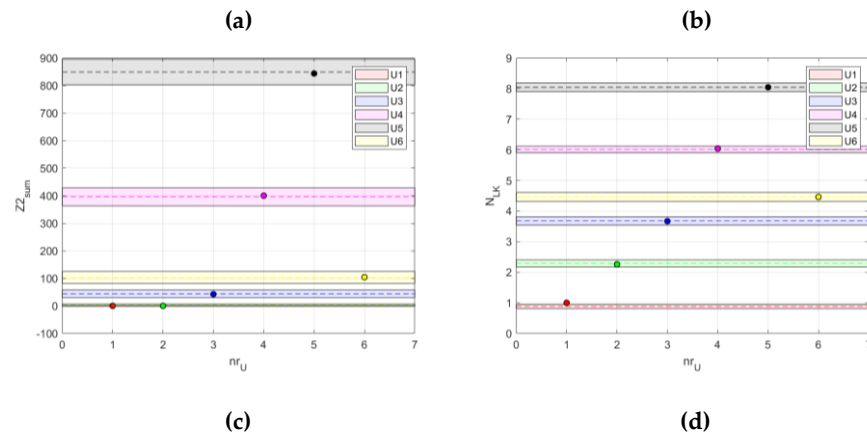 (a)
(b)
900
800
700
600
500
400
300
200
100
0
-100
Z2sum
0 1 2 3 4 5 6 7
nrU
U1
U2
U3
U4
U5
U6
9
8
7
6
5
4
3
2
1
0
NLK
0 1 2 3 4 5 6 7
nrU
U1
U2
U3
U4
U5
U6
(c)
(d)